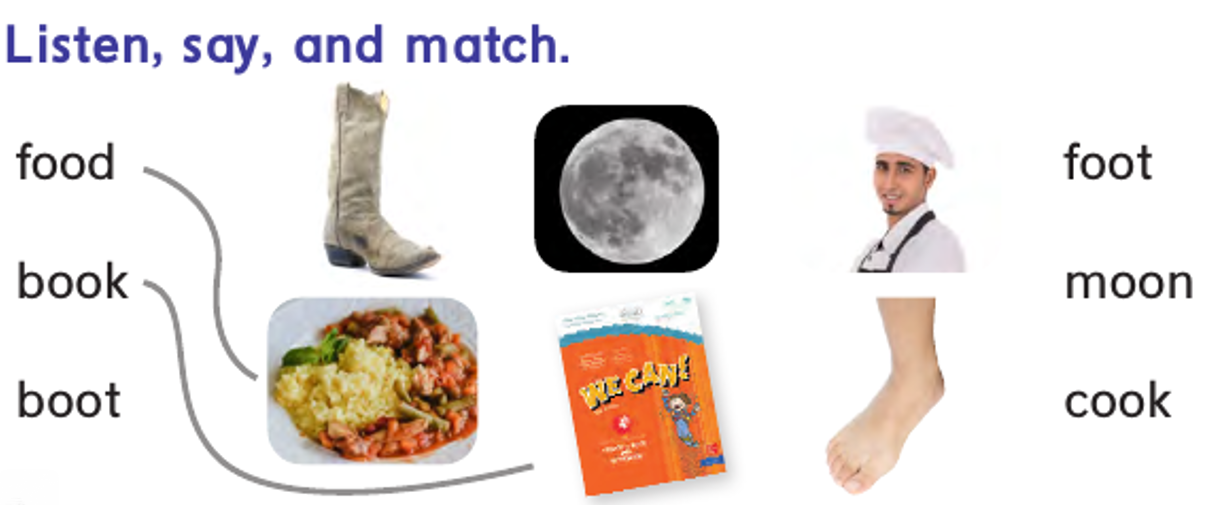 Listen, say, and match.
food
foot
book
moon
boot
cook
WE CAN!